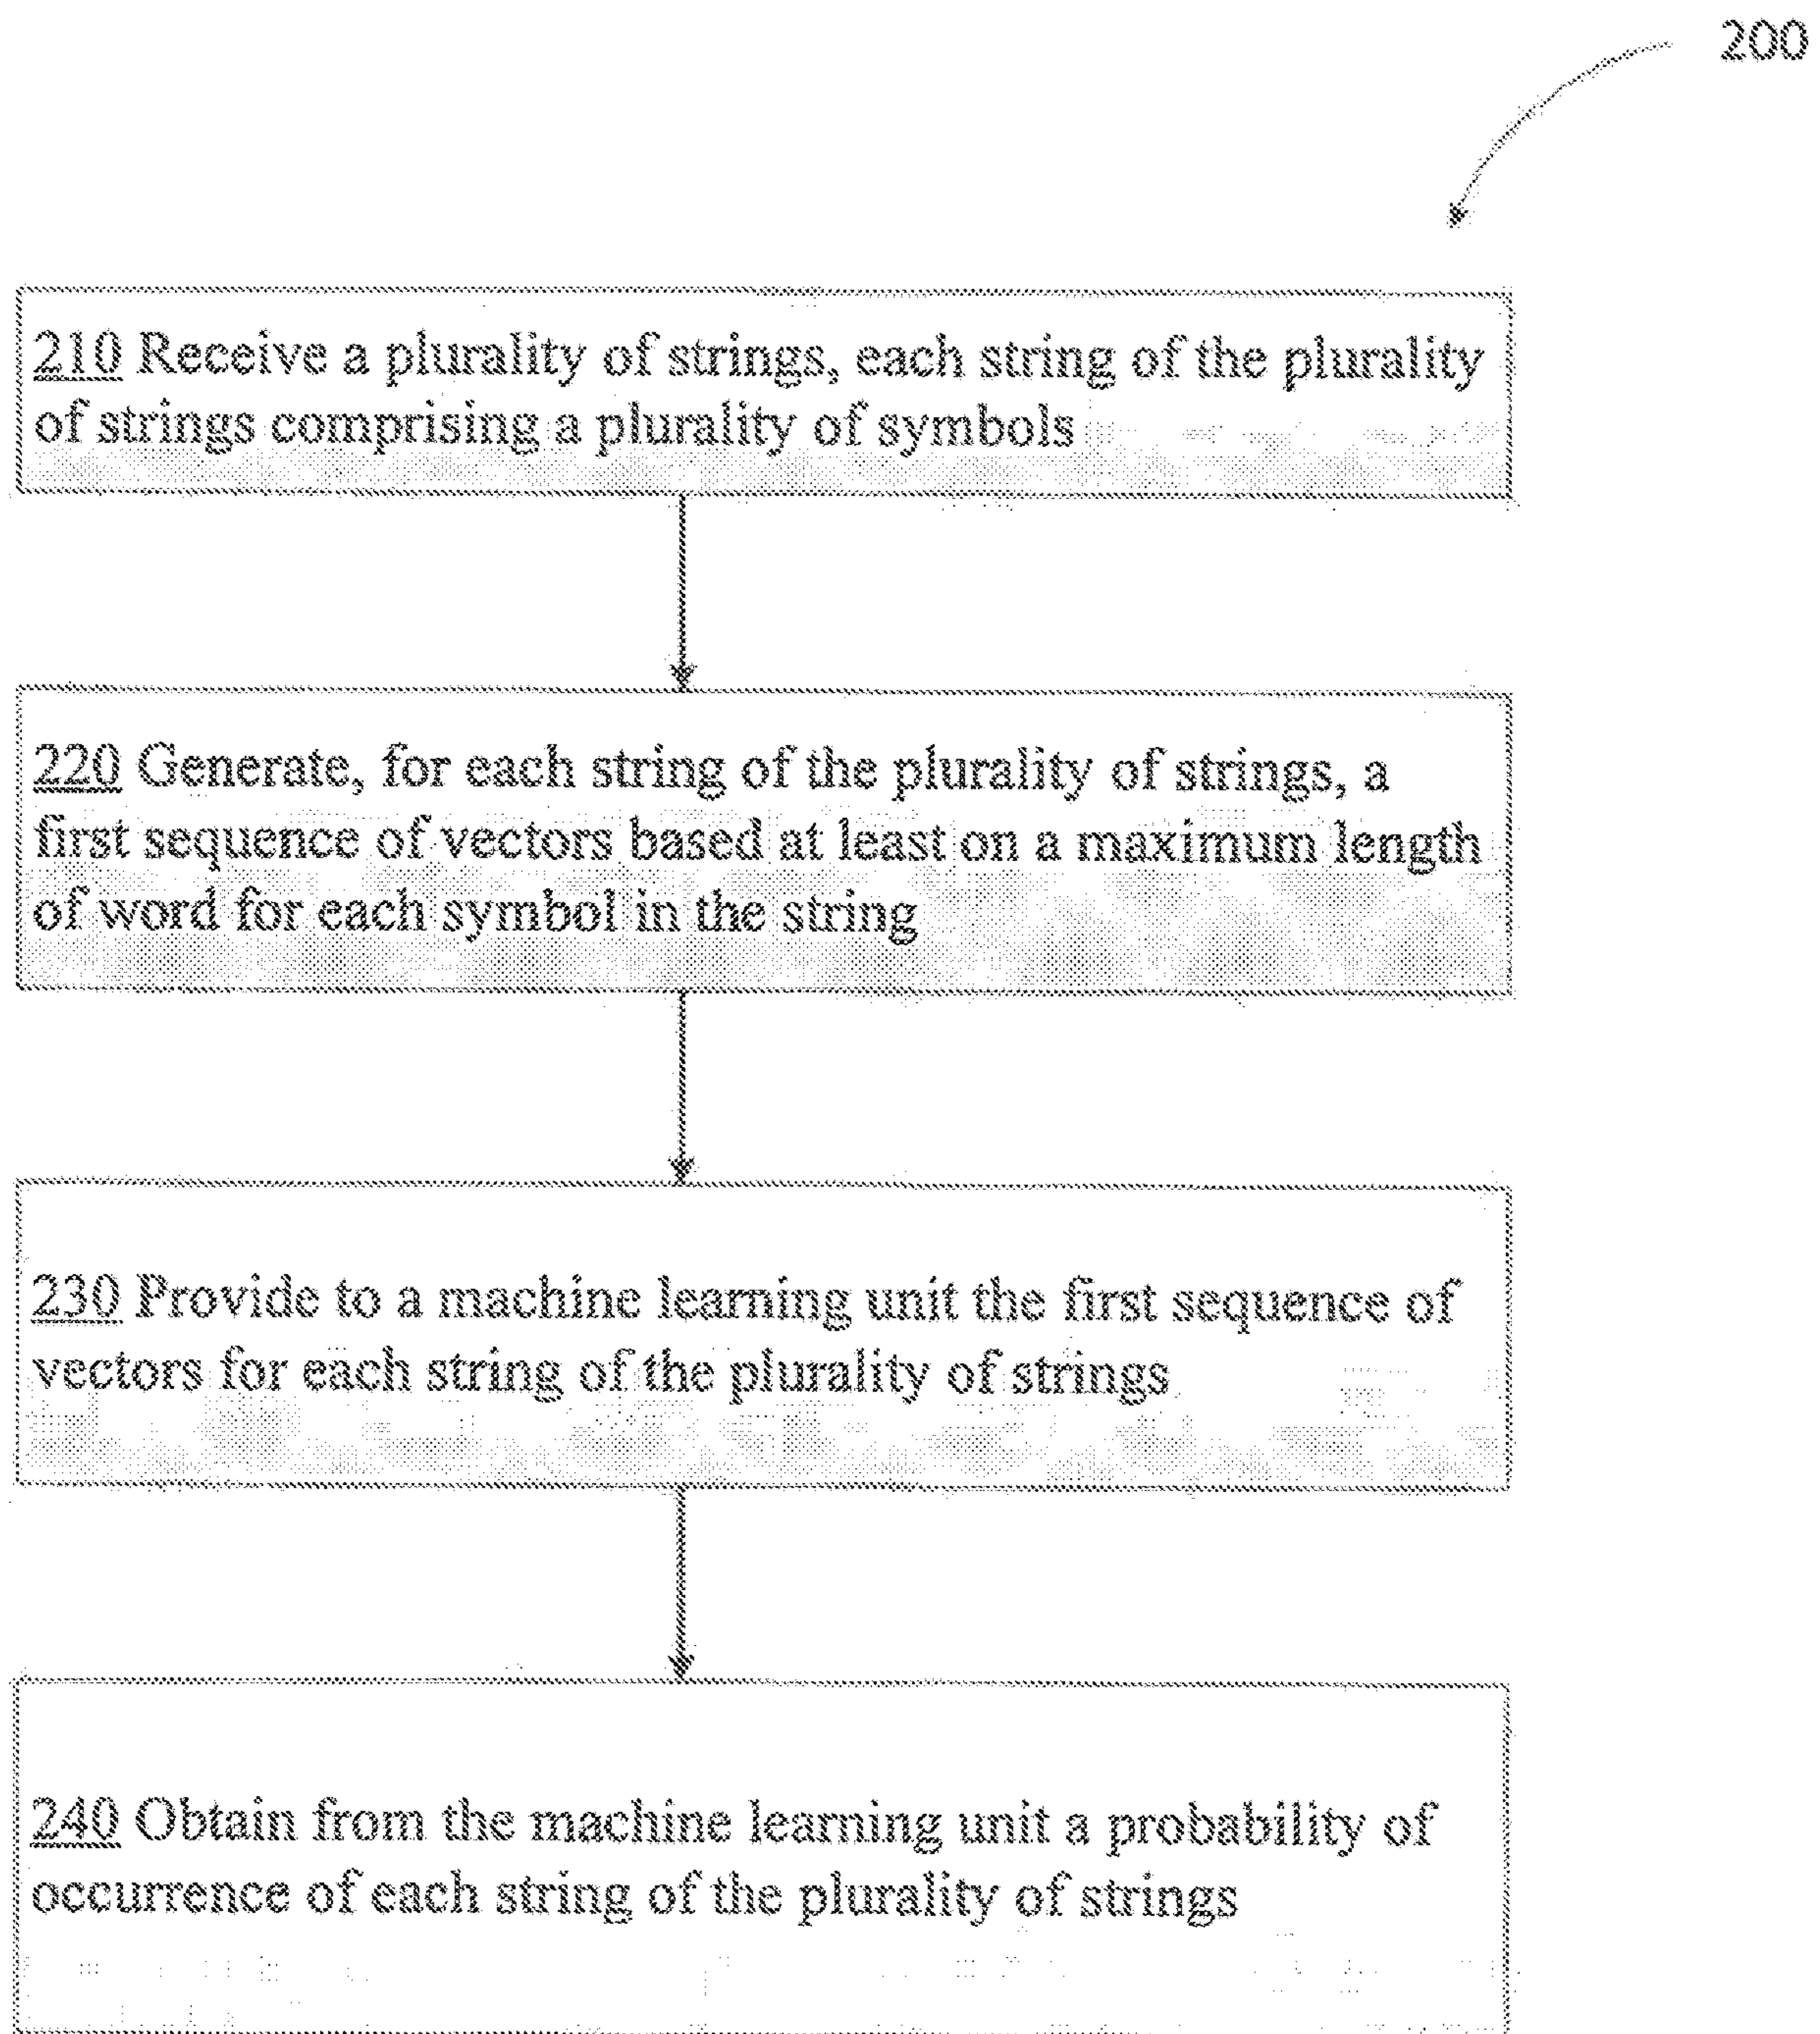 200
210 Receive a plurality of strings, each string of the plurality
of strings comprising a plurality of symbols
220 Generate, for each string of the plurality of strings, a
first sequence of vectors based at least on a maximum length
of word for each symbol in the string
230 Provide to a machine learning unit the first sequence of
vectors for each string of the plurality of strings
240 Obtain from the machine learning unit a probability of
occurrence of each string of the plurality of strings